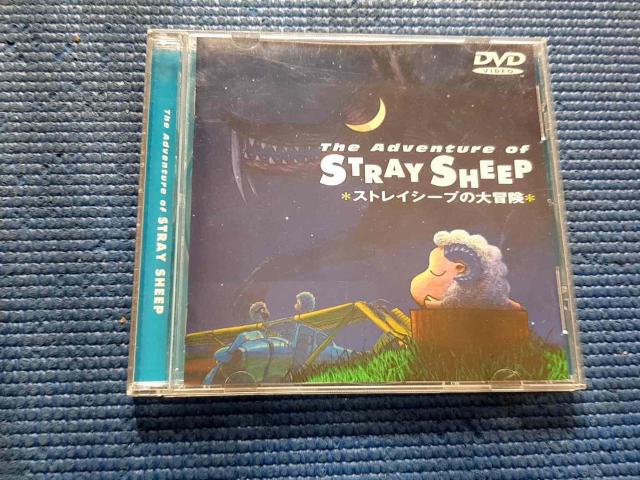 DVD
VIDEO
The Adventure of
STRAY SHEEP
*ストレイシープの大冒険*
The Adventure of STRAY SHEEP